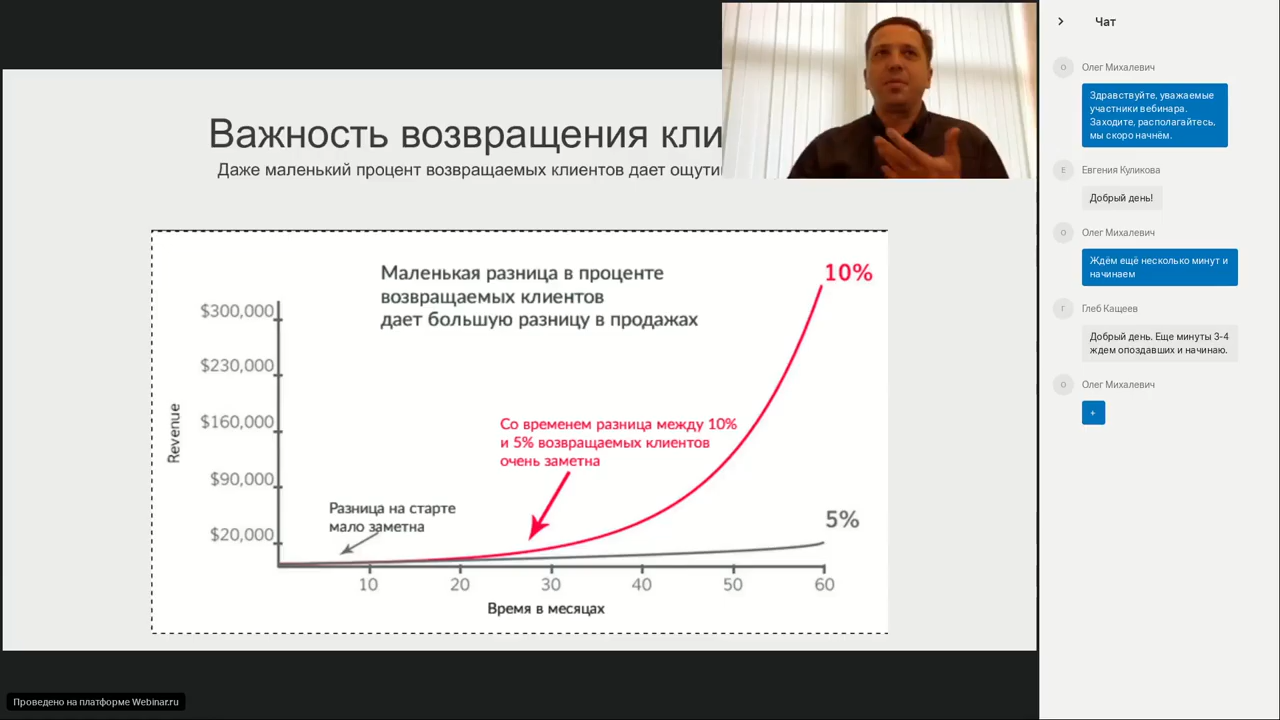 Важность возвращения
Даже маленький процент возвращаемых клиентов дает
Маленькая разница в проценте
возвращаемых клиентов
дает большую разницу в продажах
10%
$300,000
$230,000
$160,000
$90,000
$20,000
Revenue
Со временем разница между 10%
и 5% возвращаемых клиентов
очень заметна
Разница на старте
мало заметна
5%
10
20
30
40
50
60
Время в месяцах
Проведено на платформе Webinar.ru
Чат
О
Олег Михалевич
Здравствуйте, уважаемые
участники вебинара.
Заходите, располагайтесь,
мы скоро начнём.
Е
Евгения Куликова
Добрый день!
О
Олег Михалевич
Ждём ещё несколько минут и
начинаем
Г
Глеб Кащеев
Добрый день. Еще минуты 3-4
ждем опоздавших и начинаю.
О
Олег Михалевич
+